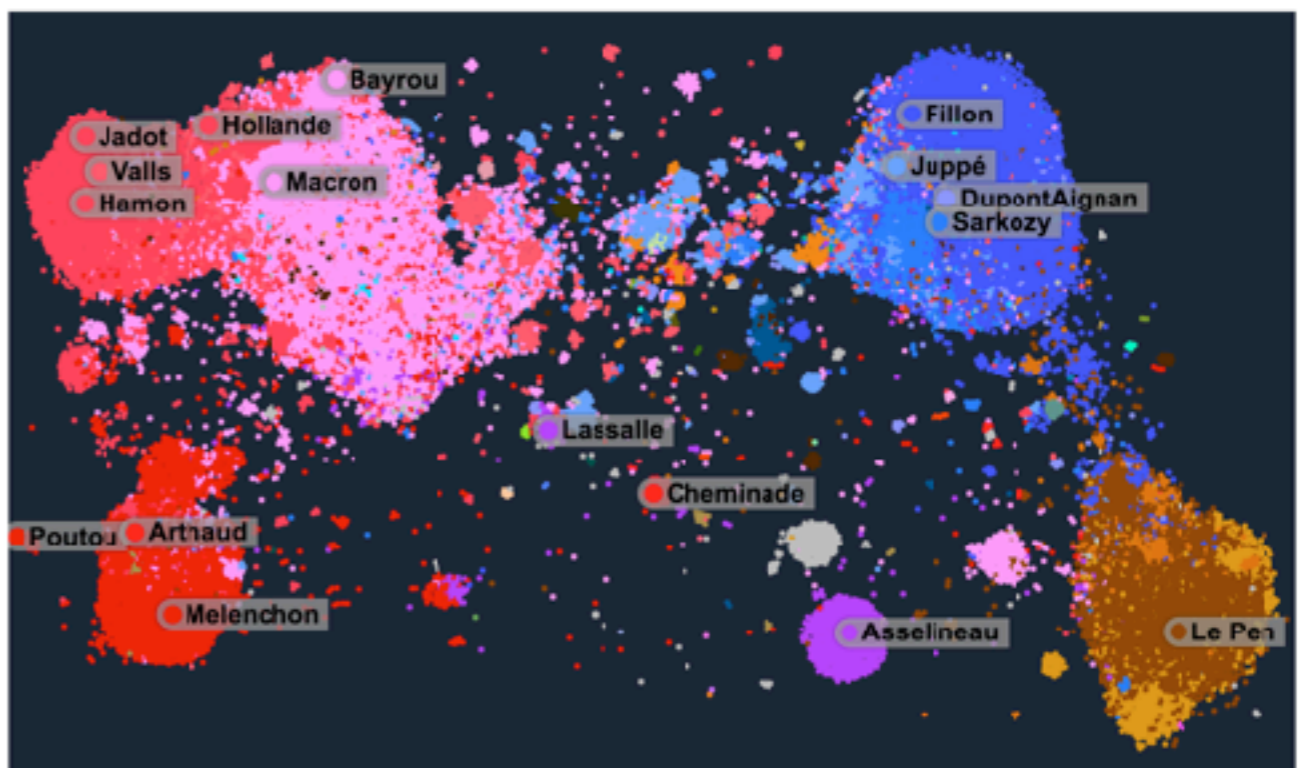 Bayrou
Fillon
Hollande
Jadot
Juppé
Valls
Macron
DupontAignan
Hamon
Sarkozy
Lassalle
Cheminade
Poutou
Arthaud
Melenchon
Asselineau
Le Pen